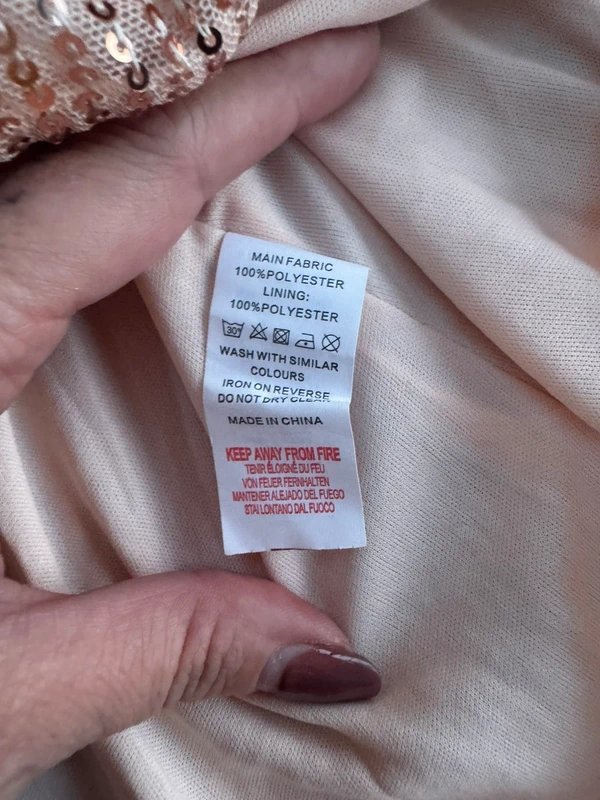 MAIN FABRIC
100%POLYESTER
LINING:
100%POLYESTER
30°
WASH WITH SIMILAR
COLOURS
IRON ON REVERSE
DO NOT DRY CLEAN
MADE IN CHINA
KEEP AWAY FROM FIRE
TENIR ÉLOIGNÉ DU FEU
VON FEUER FERNHALTEN
MANTENER ALEJADO DEL FUEGO
STAI LONTANO DAL FUOCO